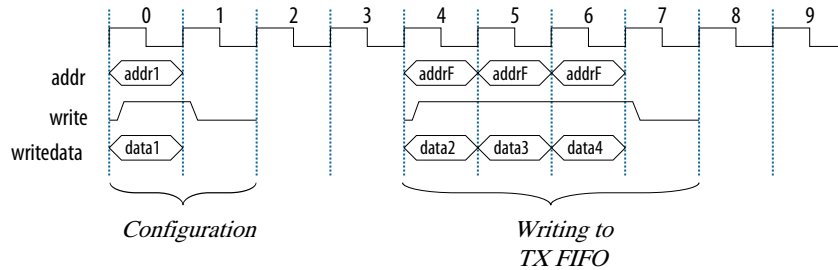 0 1 2 3 4 5 6 7 8 9
addr addr1 addrF addrF addrF
write
writedata data1 data2 data3 data4
Configuration Writing to
TX FIFO